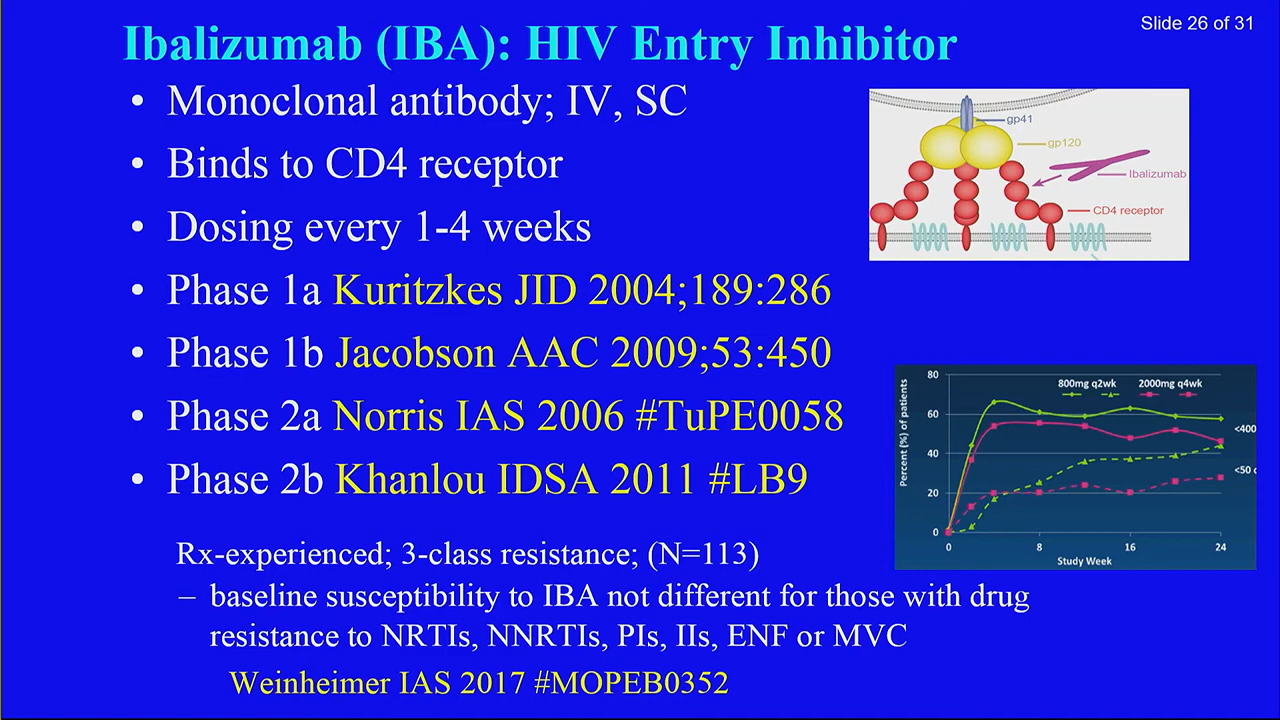 Slide 26 of 31
Ibalizumab (IBA): HIV Entry Inhibitor
• Monoclonal antibody; IV, SC
• Binds to CD4 receptor
• Dosing every 1-4 weeks
• Phase 1a Kuritzkes JID 2004;189:286
• Phase 1b Jacobson AAC 2009;53:450
• Phase 2a Norris IAS 2006 #TuPE0058
• Phase 2b Khanlou IDSA 2011 #LB9
Rx-experienced; 3-class resistance; (N=113)
– baseline susceptibility to IBA not different for those with drug
resistance to NRTIs, NNRTIs, PIs, IIs, ENF or MVC
Weinheimer IAS 2017 #MOPEB0352
gp41
gp120
Ibalizumab
CD4 receptor
800mg q2wk 2000mg q4wk
Percent (%) of patients
80
60
40
20
0
<400
<50 c
0 8 16 24
Study Week